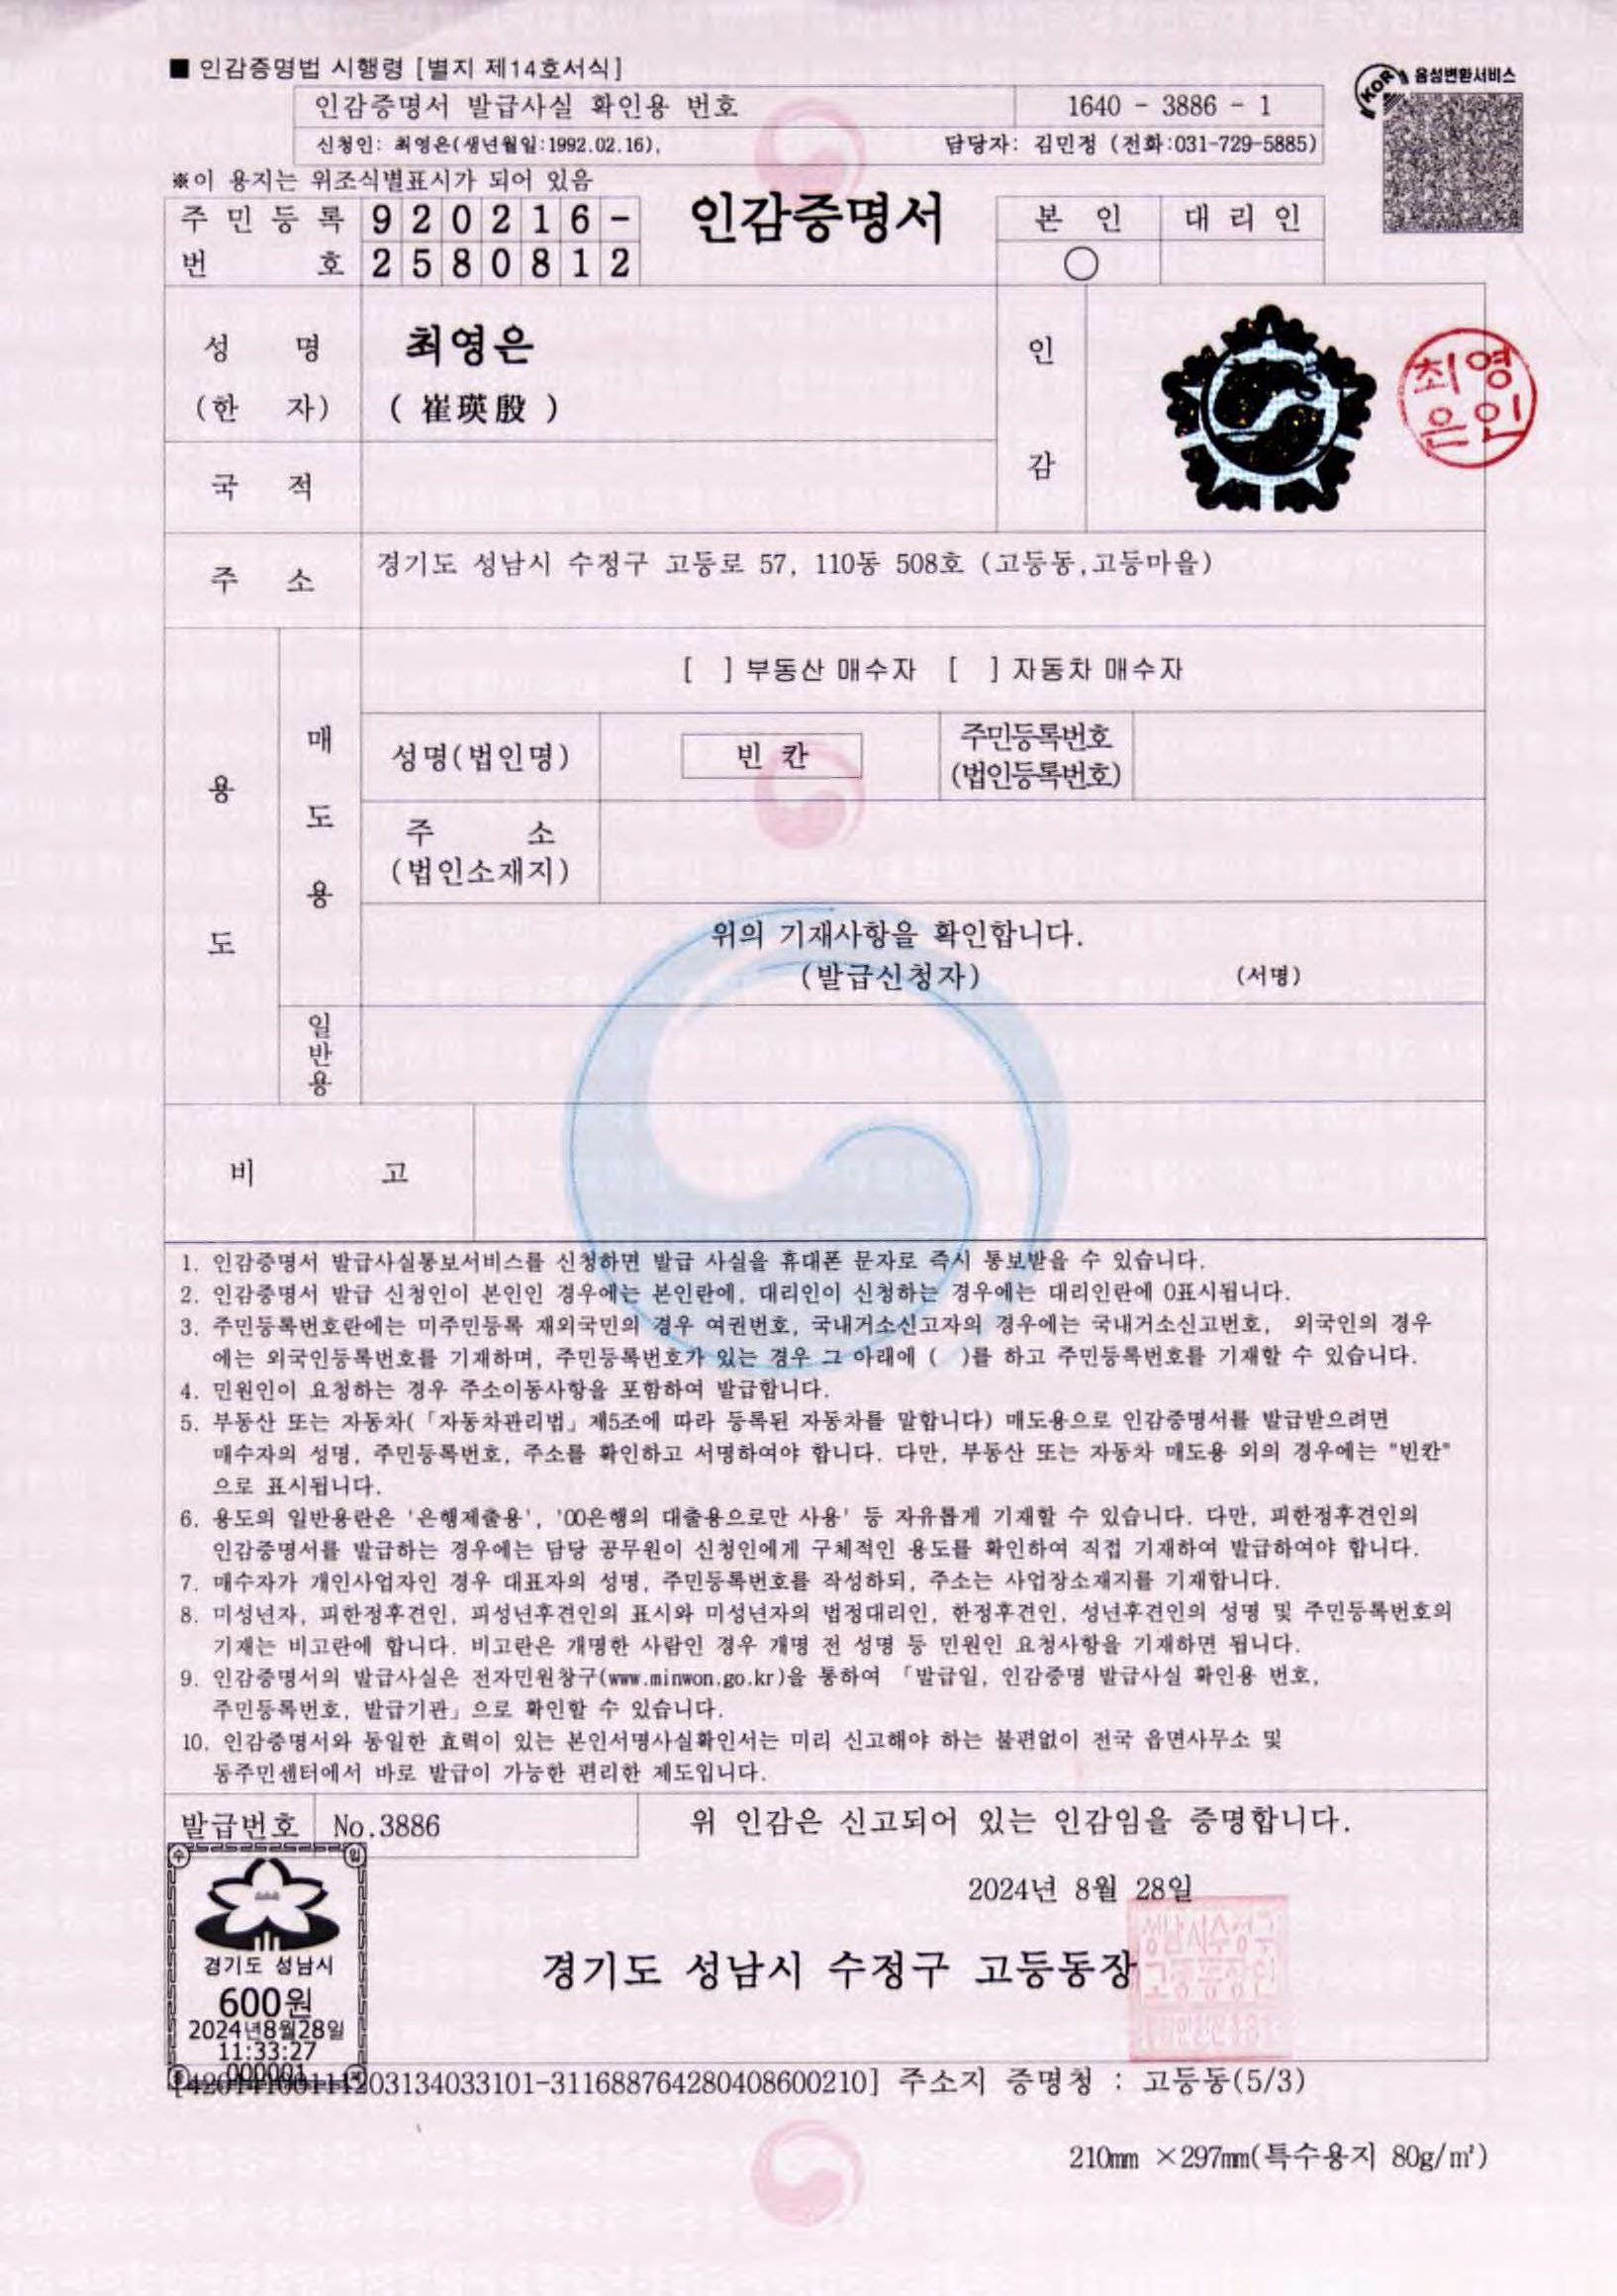 ■ 인감증명법 시행령 [별지 제14호서식]
음성변환서비스
KOR
인감증명서 발급사실 확인용 번호 1640 - 3886 - 1
신청인: 최영은(생년월일:1992.02.16), 담당자: 김민정 (전화:031-729-5885)
※이 용지는 위조식별표시가 되어 있음
주민등록 920216-
번 호 2580812
인감증명서
본 인 대리인
○
성 명 최영은
(한 자) ( 崔瑛殷 )
인
감
최영
은인
국 적
주 소 경기도 성남시 수정구 고등로 57, 110동 508호 (고등동,고등마을)
용
도
매
도
용
[ ] 부동산 매수자 [ ] 자동차 매수자
성명(법인명) 빈 칸 주민등록번호
(법인등록번호)
주 소
(법인소재지)
위의 기재사항을 확인합니다.
(발급신청자) (서명)
일
반
용
비 고
1. 인감증명서 발급사실통보서비스를 신청하면 발급 사실을 휴대폰 문자로 즉시 통보받을 수 있습니다.
2. 인감증명서 발급 신청인이 본인인 경우에는 본인란에, 대리인이 신청하는 경우에는 대리인란에 0표시됩니다.
3. 주민등록번호란에는 미주민등록 재외국민의 경우 여권번호, 국내거소신고자의 경우에는 국내거소신고번호, 외국인의 경우
에는 외국인등록번호를 기재하며, 주민등록번호가 있는 경우 그 아래에 ( )를 하고 주민등록번호를 기재할 수 있습니다.
4. 민원인이 요청하는 경우 주소이동사항을 포함하여 발급합니다.
5. 부동산 또는 자동차(「자동차관리법」 제5조에 따라 등록된 자동차를 말합니다) 매도용으로 인감증명서를 발급받으려면
매수자의 성명, 주민등록번호, 주소를 확인하고 서명하여야 합니다. 다만, 부동산 또는 자동차 매도용 외의 경우에는 "빈칸"
으로 표시됩니다.
6. 용도의 일반용란은 '은행제출용', '00은행의 대출용으로만 사용' 등 자유롭게 기재할 수 있습니다. 다만, 피한정후견인의
인감증명서를 발급하는 경우에는 담당 공무원이 신청인에게 구체적인 용도를 확인하여 직접 기재하여 발급하여야 합니다.
7. 매수자가 개인사업자인 경우 대표자의 성명, 주민등록번호를 작성하되, 주소는 사업장소재지를 기재합니다.
8. 미성년자, 피한정후견인, 피성년후견인의 표시와 미성년자의 법정대리인, 한정후견인, 성년후견인의 성명 및 주민등록번호의
기재는 비고란에 합니다. 비고란은 개명한 사람인 경우 개명 전 성명 등 민원인 요청사항을 기재하면 됩니다.
9. 인감증명서의 발급사실은 전자민원창구(www.minwon.go.kr)을 통하여 「발급일, 인감증명 발급사실 확인용 번호,
주민등록번호, 발급기관」으로 확인할 수 있습니다.
10. 인감증명서와 동일한 효력이 있는 본인서명사실확인서는 미리 신고해야 하는 불편없이 전국 읍면사무소 및
동주민센터에서 바로 발급이 가능한 편리한 제도입니다.
발급번호 No.3886 위 인감은 신고되어 있는 인감임을 증명합니다.
2024년 8월 28일
경기도 성남시 수정구 고등동장
성남시수정구
고등동장인
경기도 성남시
600원
2024년8월28일
11:33:27
000001
203134033101-311688764280408600210] 주소지 증명청 : 고등동(5/3)
210mm ×297mm(특수용지 80g/㎡)